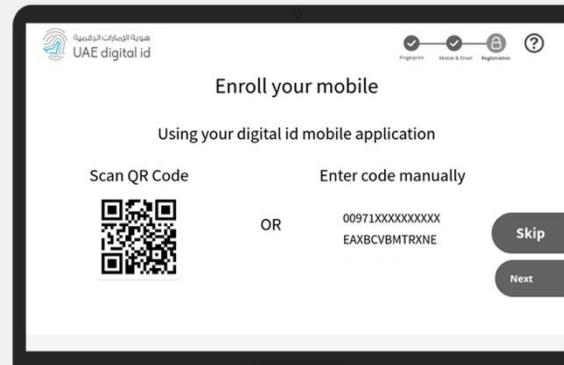 هوية الإمارات الرقمية
UAE digital id
Fingerprint
Mobile & Email
Registration
?
Enroll your mobile
Using your digital id mobile application
Scan QR Code
OR
Enter code manually
00971XXXXXXXXXX
EAXBCVBMTRXNE
Skip
Next